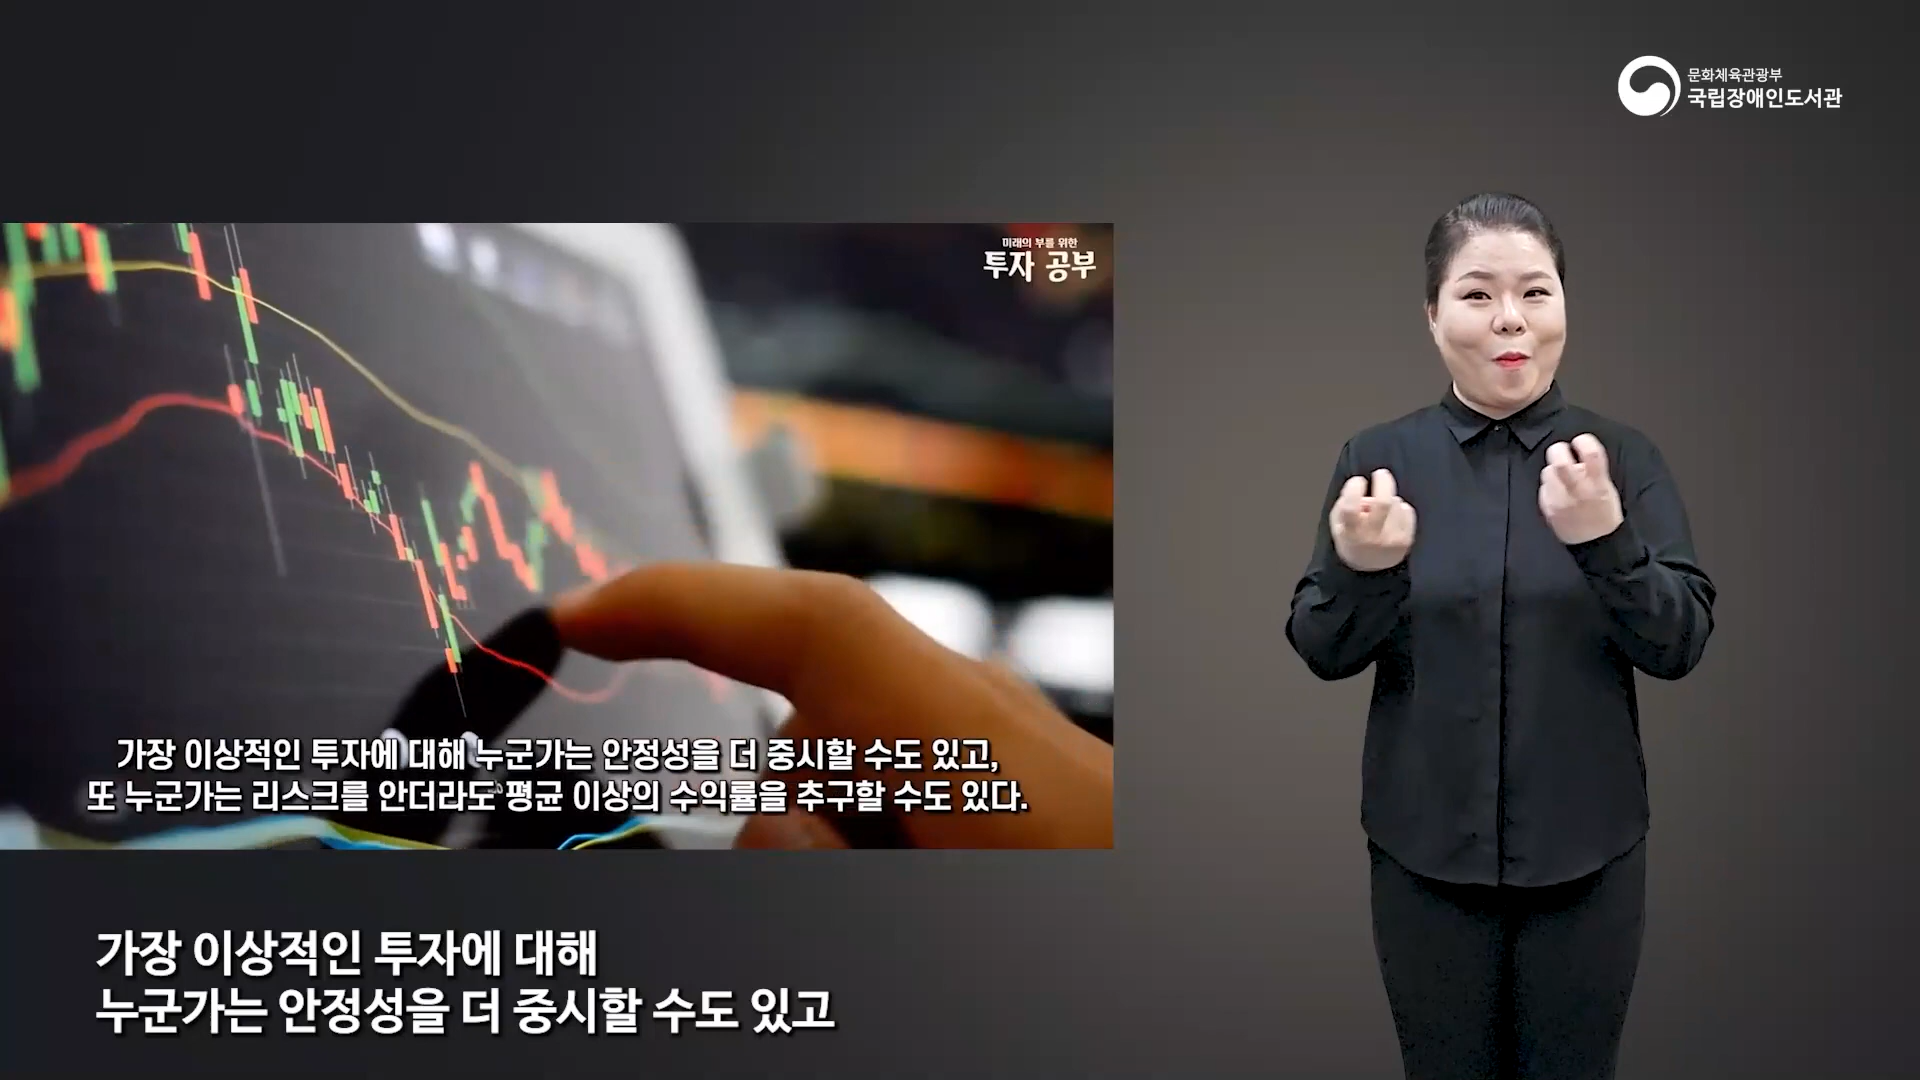 문화체육관광부
국립장애인도서관
미래의 부를 위한
투자 공부
가장 이상적인 투자에 대해 누군가는 안정성을 더 중시할 수도 있고,
또 누군가는 리스크를 안더라도 평균 이상의 수익률을 추구할 수도 있다.
가장 이상적인 투자에 대해
누군가는 안정성을 더 중시할 수도 있고